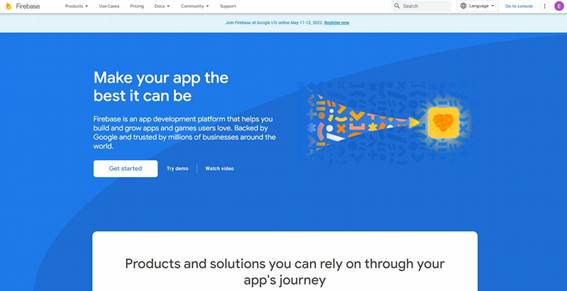 Firebase
Products
Use Cases
Pricing
Docs
Community
Support
Search
Language
Go to console
E
Join Firebase at Google I/O online May 11-12, 2022. Register now
Make your app the
best it can be
Firebase is an app development platform that helps you
build and grow apps and games users love. Backed by
Google and trusted by millions of businesses around the
world.
Get started
Try demo
Watch video
Products and solutions you can rely on through your
app's journey